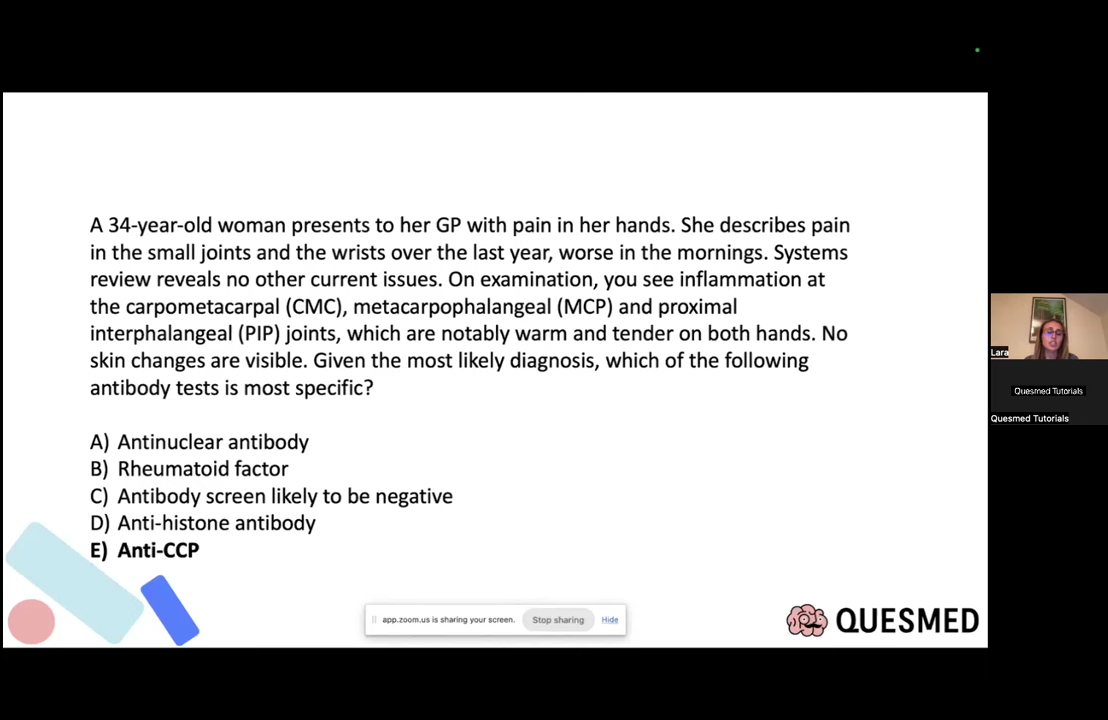 A 34-year-old woman presents to her GP with pain in her hands. She describes pain
in the small joints and the wrists over the last year, worse in the mornings. Systems
review reveals no other current issues. On examination, you see inflammation at
the carpometacarpal (CMC), metacarpophalangeal (MCP) and proximal
interphalangeal (PIP) joints, which are notably warm and tender on both hands. No
skin changes are visible. Given the most likely diagnosis, which of the following
antibody tests is most specific?
A) Antinuclear antibody
B) Rheumatoid factor
C) Antibody screen likely to be negative
D) Anti-histone antibody
E) Anti-CCP
app.zoom.us is sharing your screen. Stop sharing Hide
QUESMED
Lara
Quesmed Tutorials
Quesmed Tutorials